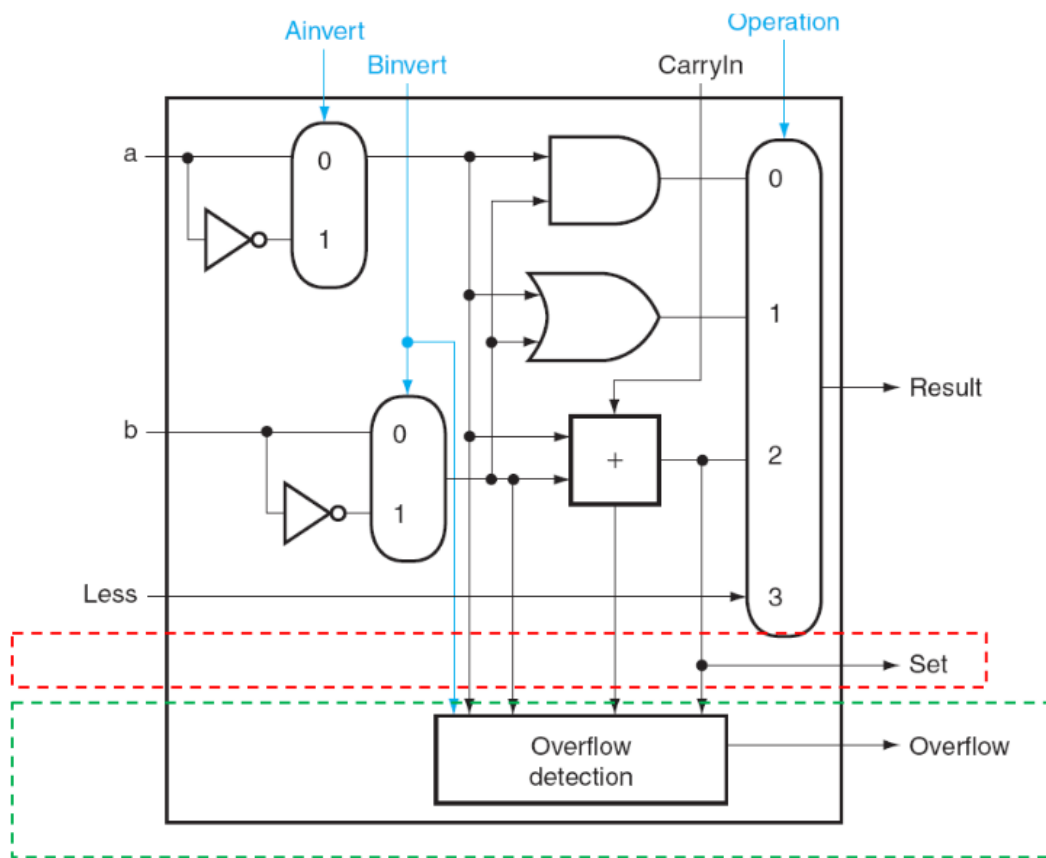 Operation
Ainvert
Binvert
CarryIn
a
0
0
1
1
Result
b
0
2
+
1
Less
3
Set
Overflow
detection
Overflow